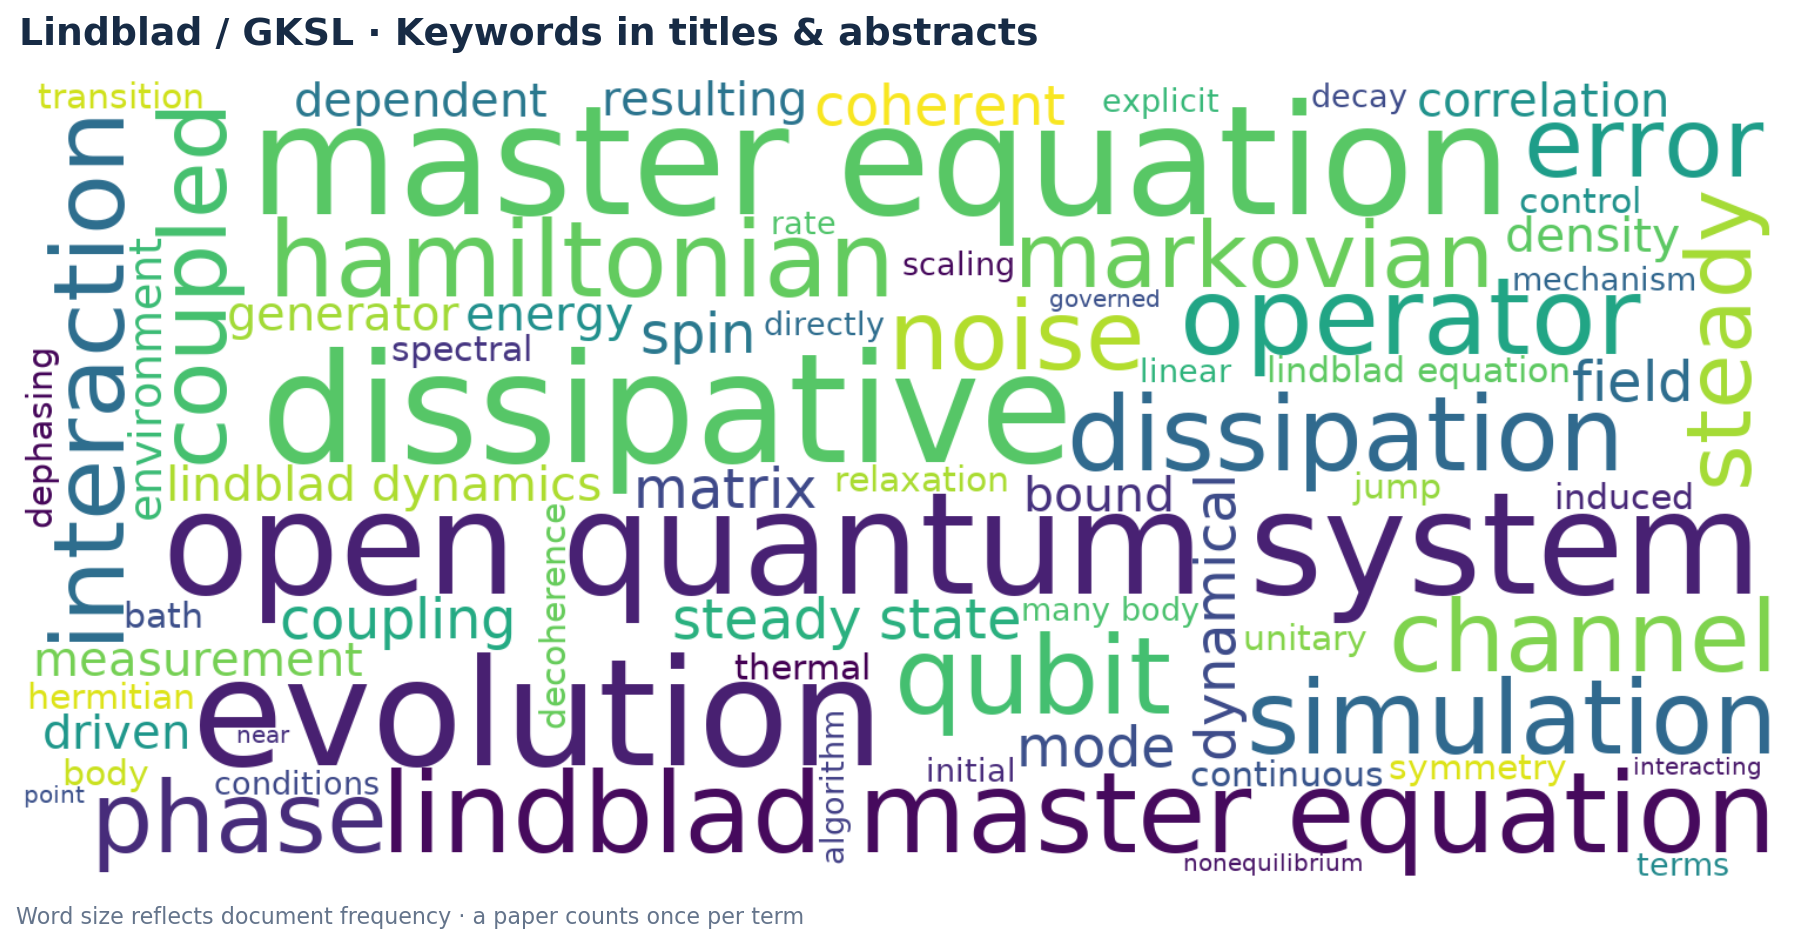 Lindblad / GKSL · Keywords in titles & abstracts
transition
dependent
resulting
coherent
explicit
decay
correlation
interaction
coupled
master equation
error
control
steady
hamiltonian
rate
scaling
markovian
density
mechanism
environment
generator
energy
spin
directly
noise
governed
operator
dephasing
spectral
dissipative
linear
lindblad equation
field
dissipation
lindblad dynamics
matrix
relaxation
bound
dynamical
jump
induced
open quantum system
decoherence
bath
coupling
steady state
many body
unitary
channel
measurement
thermal
qubit
hermitian
evolution
simulation
driven
near
algorithm
mode
body
conditions
initial
continuous
symmetry
interacting
point
phase
lindblad master equation
nonequilibrium
terms
Word size reflects document frequency · a paper counts once per term